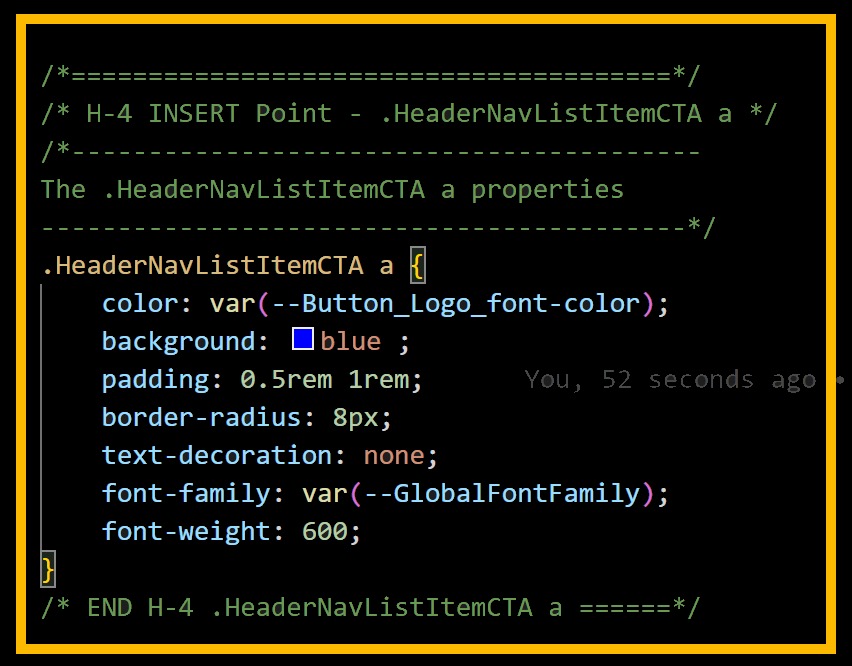 /*=======================================*/
/* H-4 INSERT Point - .HeaderNavListItemCTA a */
/*-----------------------------------------
The .HeaderNavListItemCTA a properties
------------------------------------------*/
.HeaderNavListItemCTA a {
    color: var(--Button_Logo_font-color);
    background: blue ;
    padding: 0.5rem 1rem;       You, 52 seconds ago •
    border-radius: 8px;
    text-decoration: none;
    font-family: var(--GlobalFontFamily);
    font-weight: 600;
}
/* END H-4 .HeaderNavListItemCTA a ======*/